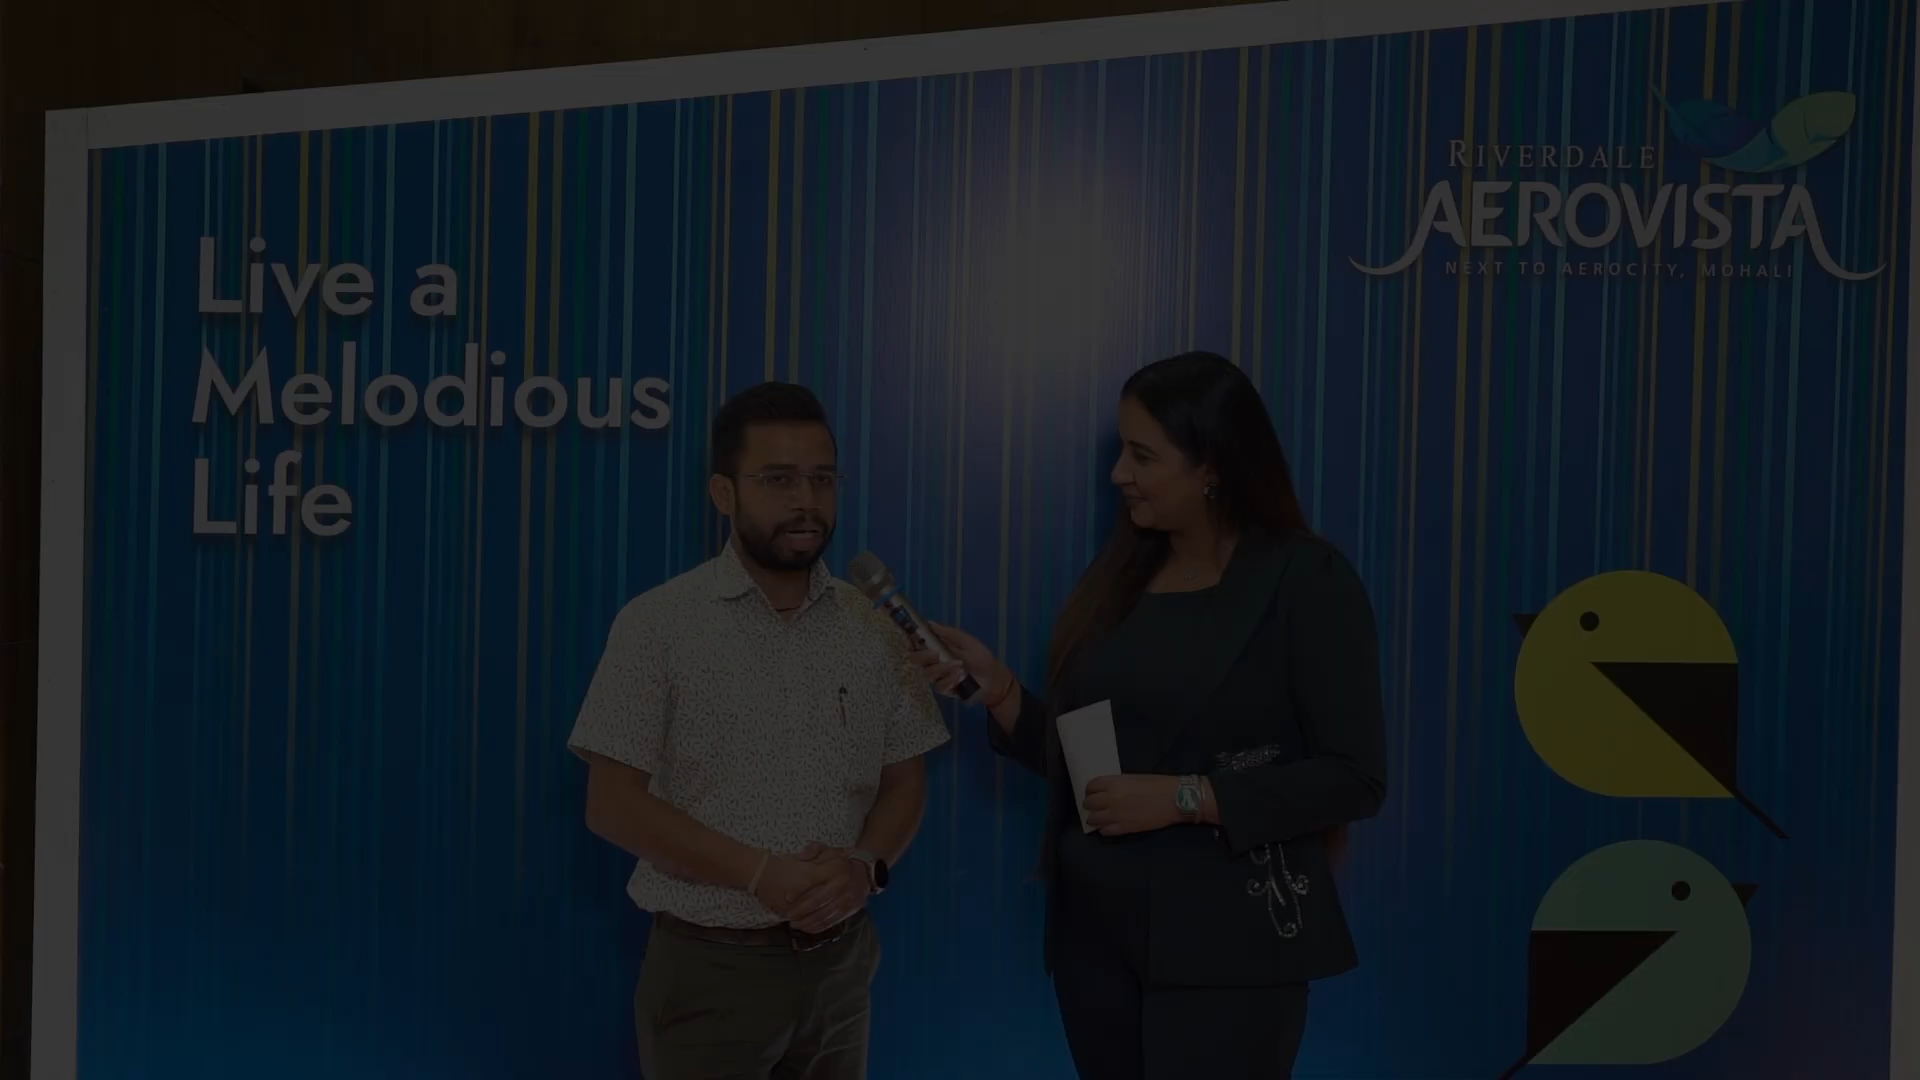 Live a
Melodious
Life
RIVERDALE
AEROVISTA
NEXT TO AEROCITY, MOHALI